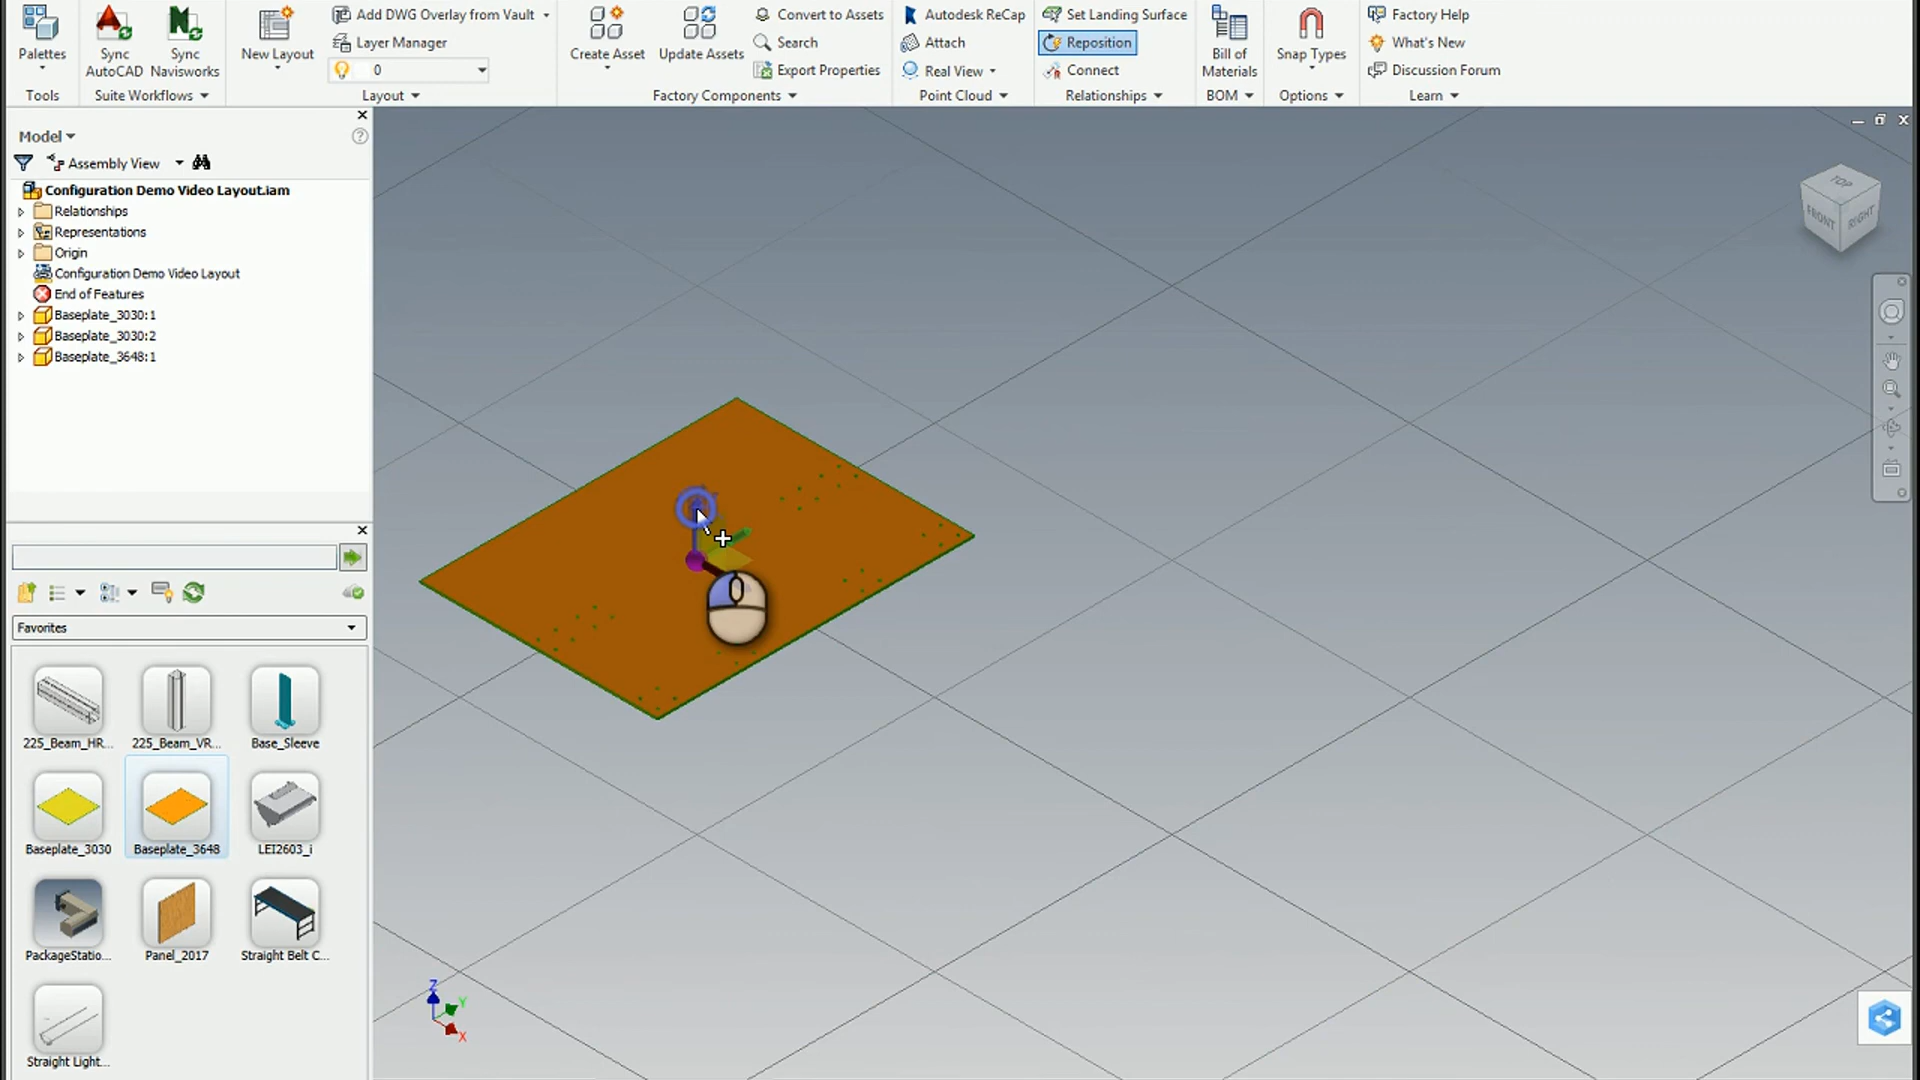 Palettes
Tools
Sync AutoCAD
Sync Navisworks
Suite Workflows
New Layout
Add DWG Overlay from Vault
Layer Manager
0
Layout
Create Asset
Update Assets
Convert to Assets
Search
Export Properties
Factory Components
Autodesk ReCap
Attach
Real View
Point Cloud
Set Landing Surface
Reposition
Connect
Relationships
Bill of Materials
BOM
Snap Types
Options
Factory Help
What's New
Discussion Forum
Learn
Model
Assembly View
Configuration Demo Video Layout.iam
Relationships
Representations
Origin
Configuration Demo Video Layout
End of Features
Baseplate_3030:1
Baseplate_3030:2
Baseplate_3648:1
Favorites
225_Beam_HR...
225_Beam_VR...
Base_Sleeve
Baseplate_3030
Baseplate_3648
LEI2603_i
PackageStatio...
Panel_2017
Straight Belt C...
Straight Light...
TOP
FRONT
RIGHT
Z
Y
X